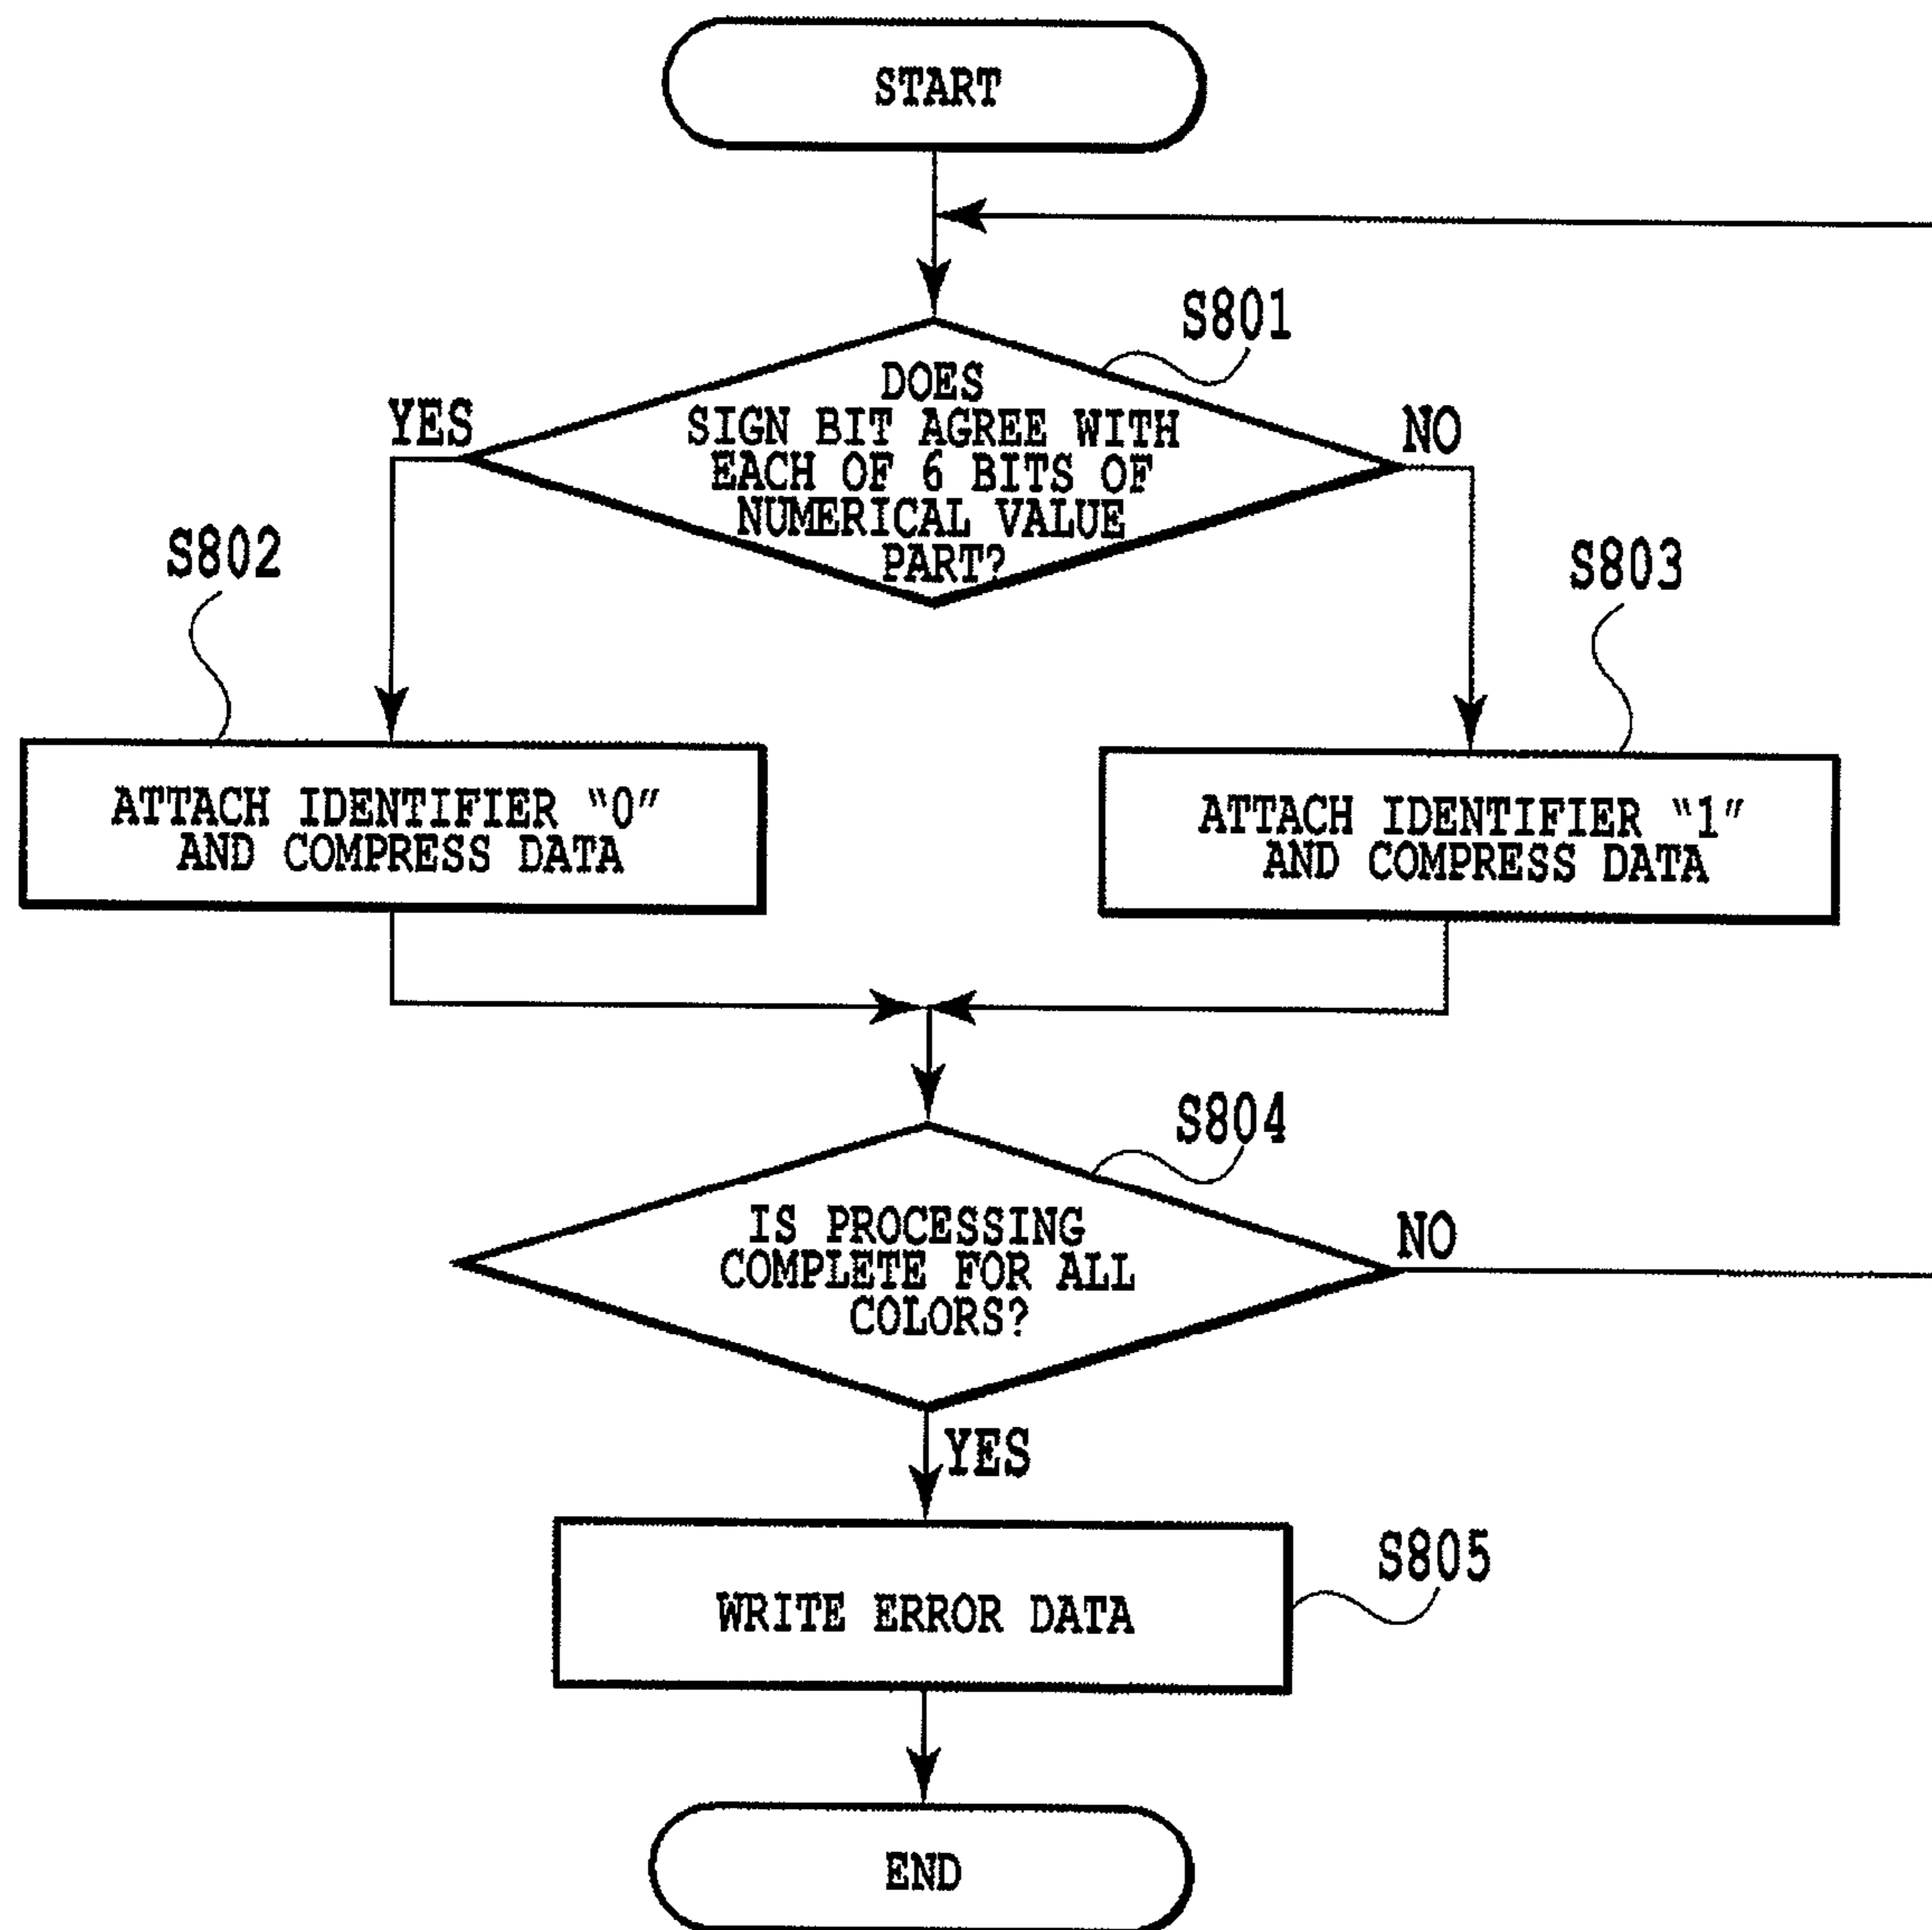 START
S801
DOES
SIGN BIT AGREE WITH
EACH OF 6 BITS OF
NUMERICAL VALUE
PART?
YES
NO
S802
S803
ATTACH IDENTIFIER “0”
AND COMPRESS DATA
ATTACH IDENTIFIER “1”
AND COMPRESS DATA
S804
IS PROCESSING
COMPLETE FOR ALL
COLORS?
NO
YES
S805
WRITE ERROR DATA
END